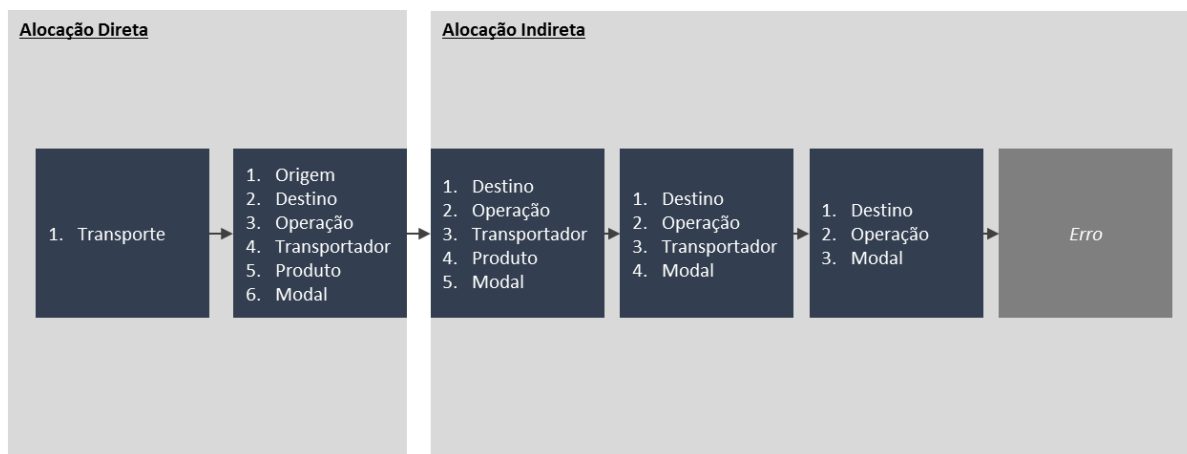 Alocação Direta
Alocação Indireta
1. Transporte
1. Origem
2. Destino
3. Operação
4. Transportador
5. Produto
6. Modal
1. Destino
2. Operação
3. Transportador
4. Produto
5. Modal
1. Destino
2. Operação
3. Transportador
4. Modal
1. Destino
2. Operação
3. Modal
Erro